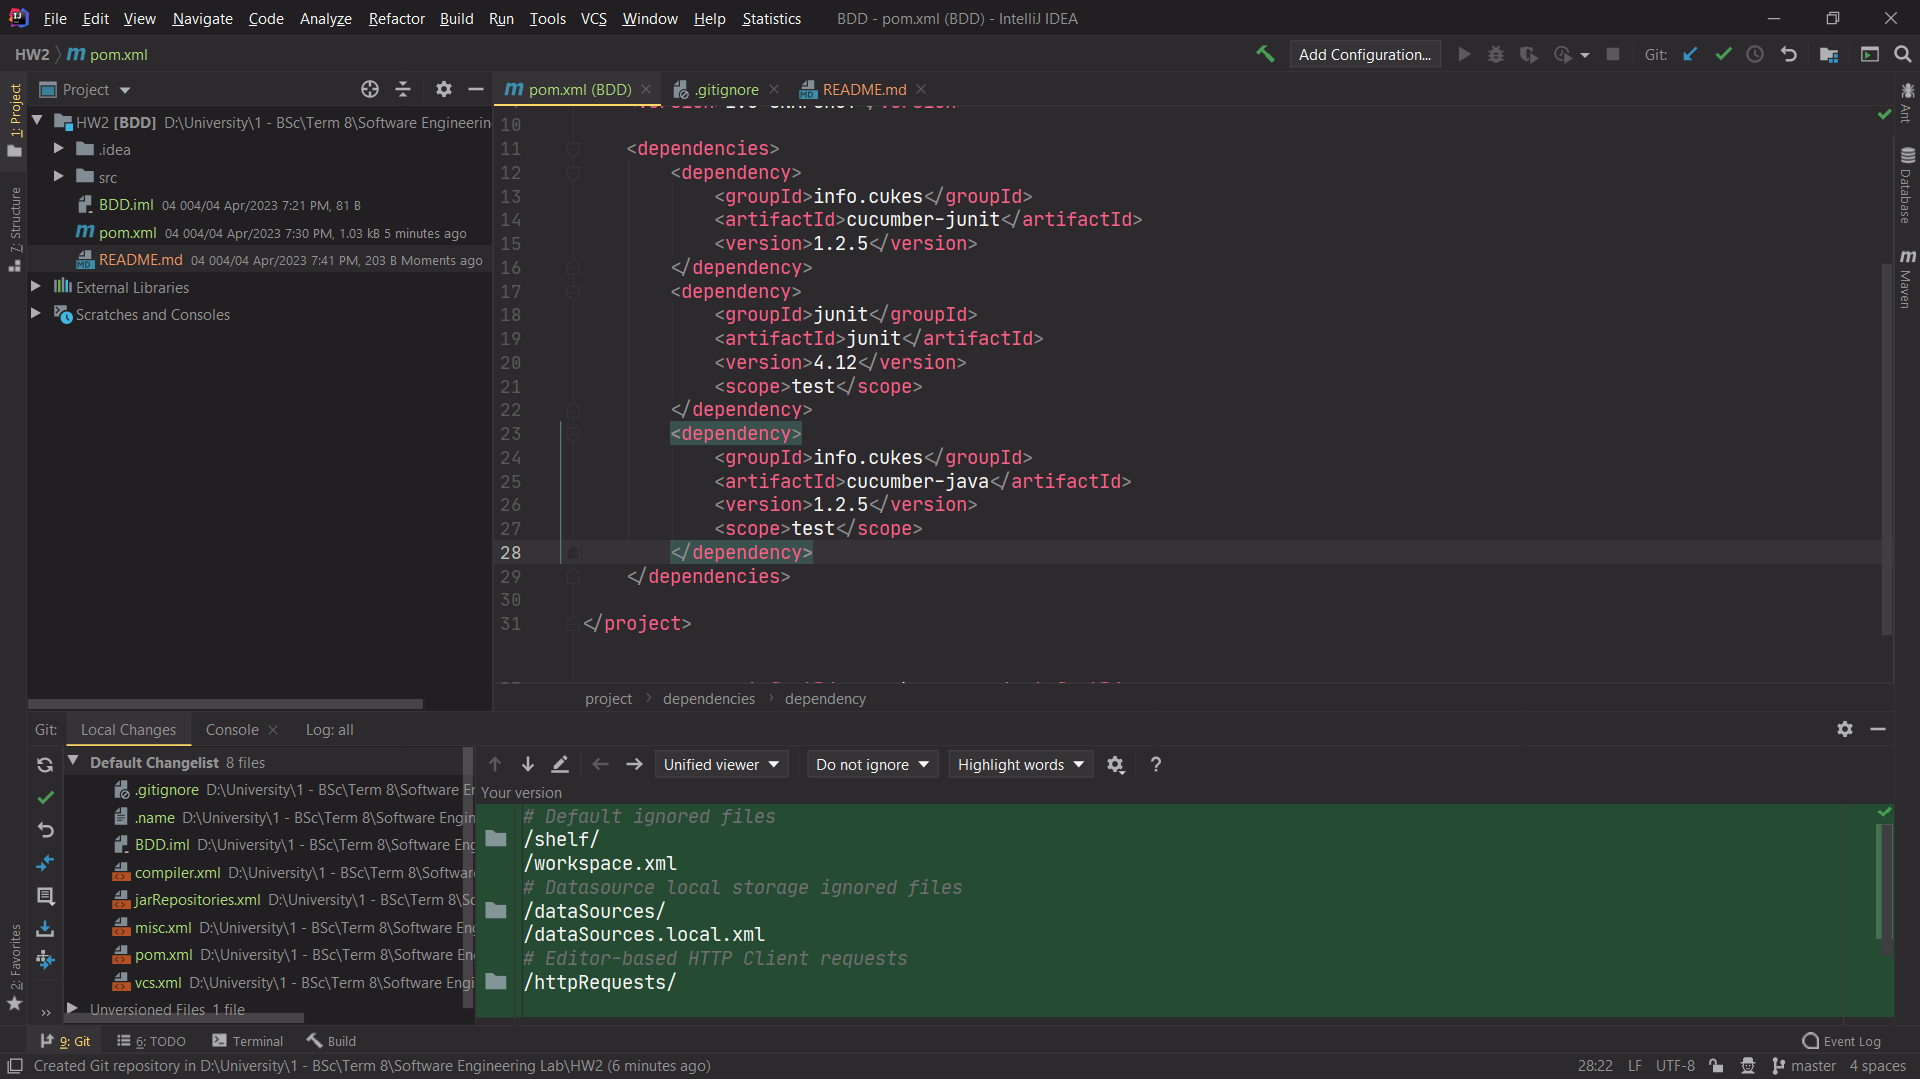 File Edit View Navigate Code Analyze Refactor Build Run Tools VCS Window Help Statistics BDD - pom.xml (BDD) - IntelliJ IDEA
HW2 pom.xml Add Configuration... Git:
Project pom.xml (BDD) .gitignore README.md
1: Project
7: Structure
2: Favorites
HW2 [BDD] D:\University\1 - BSc\Term 8\Software Engineerin
.idea
src
BDD.iml 04 004/04 Apr/2023 7:21 PM, 81 B
pom.xml 04 004/04 Apr/2023 7:30 PM, 1.03 kB 5 minutes ago
README.md 04 004/04 Apr/2023 7:41 PM, 203 B Moments ago
External Libraries
Scratches and Consoles
10
11 <dependencies>
12 <dependency>
13 <groupId>info.cukes</groupId>
14 <artifactId>cucumber-junit</artifactId>
15 <version>1.2.5</version>
16 </dependency>
17 <dependency>
18 <groupId>junit</groupId>
19 <artifactId>junit</artifactId>
20 <version>4.12</version>
21 <scope>test</scope>
22 </dependency>
23 <dependency>
24 <groupId>info.cukes</groupId>
25 <artifactId>cucumber-java</artifactId>
26 <version>1.2.5</version>
27 <scope>test</scope>
28 </dependency>
29 </dependencies>
30
31 </project>
project dependencies dependency
Ant
Database
Maven
Git: Local Changes Console Log: all
Default Changelist 8 files
.gitignore D:\University\1 - BSc\Term 8\Software Er
.name D:\University\1 - BSc\Term 8\Software Engin
BDD.iml D:\University\1 - BSc\Term 8\Software Eng
compiler.xml D:\University\1 - BSc\Term 8\Software
jarRepositories.xml D:\University\1 - BSc\Term 8\Sc
misc.xml D:\University\1 - BSc\Term 8\Software Enc
pom.xml D:\University\1 - BSc\Term 8\Software En
vcs.xml D:\University\1 - BSc\Term 8\Software Engi
Unversioned Files 1 file
Unified viewer Do not ignore Highlight words ?
Your version
# Default ignored files
/shelf/
/workspace.xml
# Datasource local storage ignored files
/dataSources/
/dataSources.local.xml
# Editor-based HTTP Client requests
/httpRequests/
9: Git 6: TODO Terminal Build Event Log
Created Git repository in D:\University\1 - BSc\Term 8\Software Engineering Lab\HW2 (6 minutes ago) 28:22 LF UTF-8 master 4 spaces